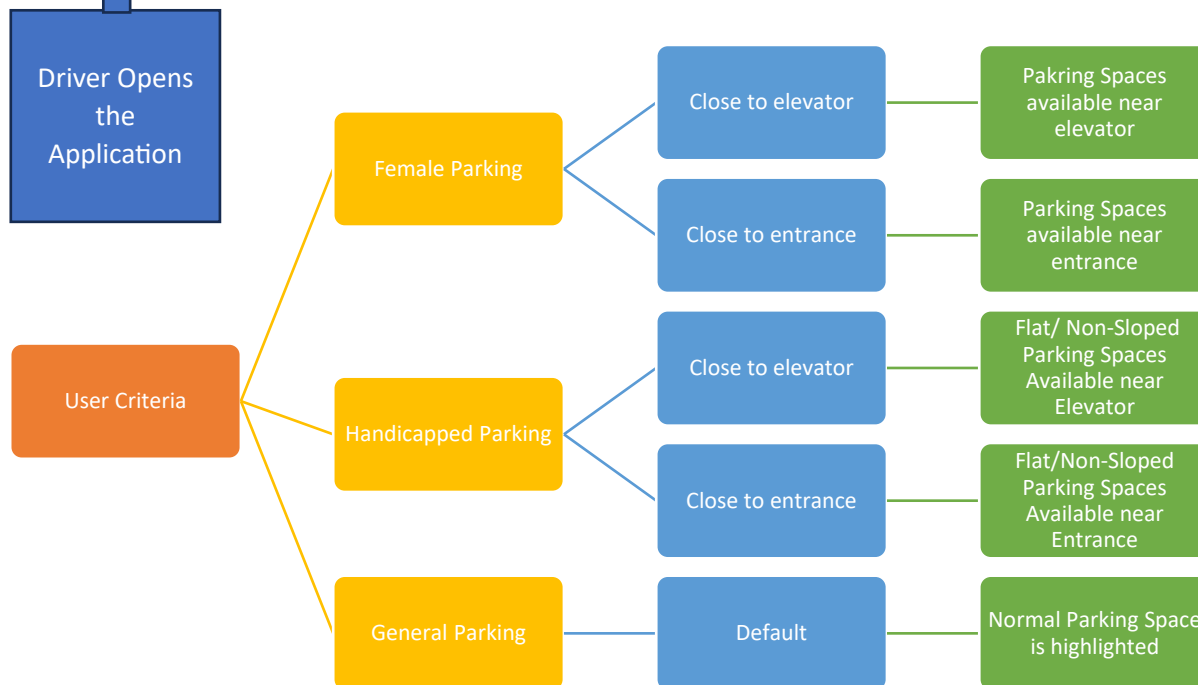 Driver Opens
the
Application
User Criteria
Female Parking
Handicapped Parking
General Parking
Close to elevator
Close to entrance
Close to elevator
Close to entrance
Default
Pakring Spaces
available near
elevator
Parking Spaces
available near
entrance
Flat/ Non-Sloped
Parking Spaces
Available near
Elevator
Flat/Non-Sloped
Parking Spaces
Available near
Entrance
Normal Parking Space
is highlighted